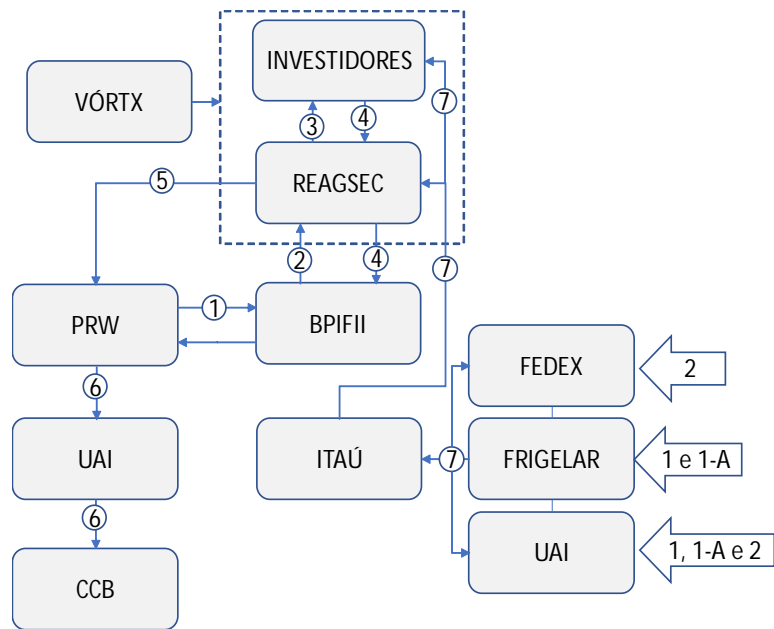 INVESTIDORES
VÓRTX
7
3
4
REAGSEC
5
2
4
7
PRW
1
BPIFII
FEDEX
2
6
UAI
ITAÚ
7
FRIGELAR
1 e 1-A
6
CCB
UAI
1, 1-A e 2